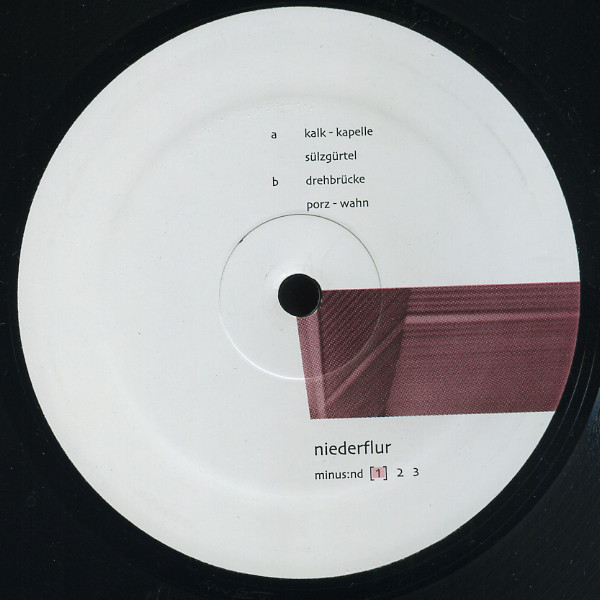 a kalk - kapelle
sülzgürtel
b drehbrücke
porz - wahn
niederflur
minus:nd [1] 2 3